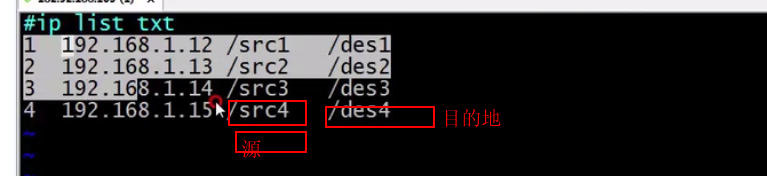 #ip list txt
1 192.168.1.12 /src1 /des1
2 192.168.1.13 /src2 /des2
3 192.168.1.14 /src3 /des3
4 192.168.1.15 /src4 /des4 目的地
~ 源
~